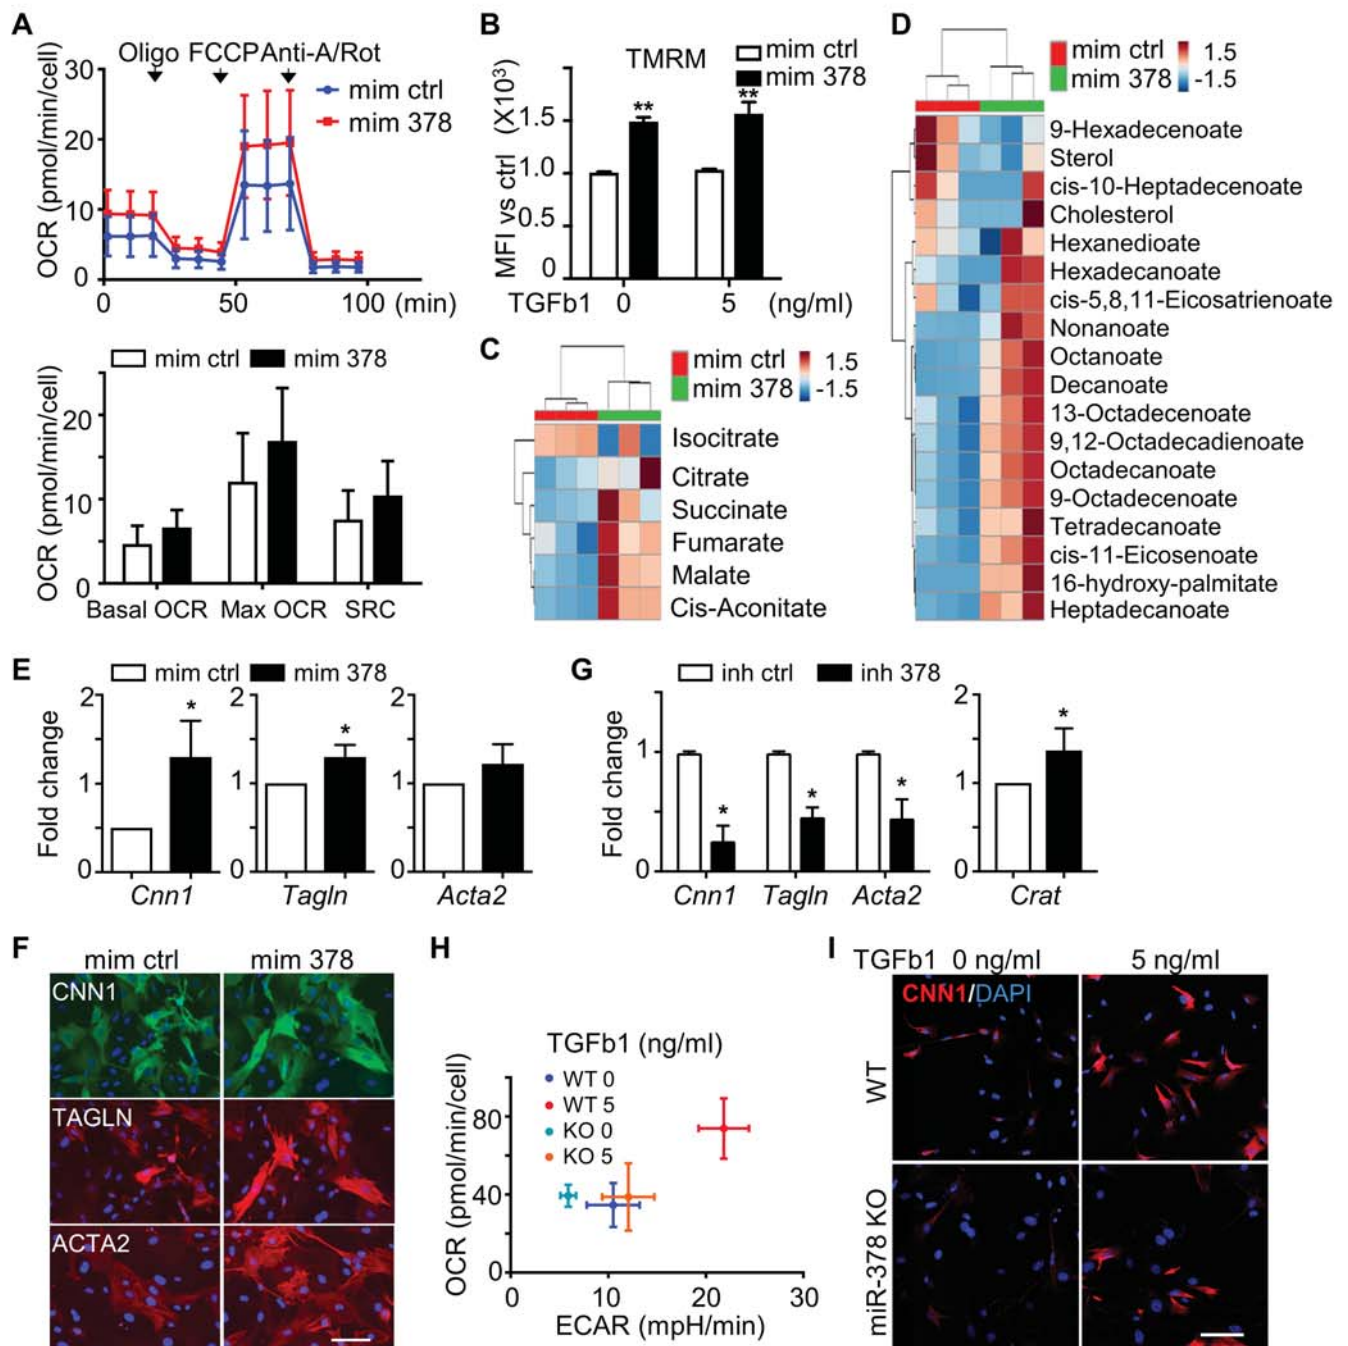 A
Oligo FCCPAnti-A/Rot
30
20
10
0
OCR (pmol/min/cell)
mim ctrl
mim 378
0 50 100 (min)
mim ctrl mim 378
20
10
0
OCR (pmol/min/cell)
Basal OCR Max OCR SRC
B
TMRM
mim ctrl
mim 378
MFI vs ctrl (X10³)
1.5
1.0
0.5
0
** **
TGFb1 0 5 (ng/ml)
C
mim ctrl
mim 378
1.5
-1.5
Isocitrate
Citrate
Succinate
Fumarate
Malate
Cis-Aconitate
D
mim ctrl
mim 378
1.5
-1.5
9-Hexadecenoate
Sterol
cis-10-Heptadecenoate
Cholesterol
Hexanedioate
Hexadecanoate
cis-5,8,11-Eicosatrienoate
Nonanoate
Octanoate
Decanoate
13-Octadecenoate
9,12-Octadecadienoate
Octadecanoate
9-Octadecenoate
Tetradecanoate
cis-11-Eicosenoate
16-hydroxy-palmitate
Heptadecanoate
E
mim ctrl mim 378
Fold change
2
1
0
*
Cnn1
2
1
0
*
Tagln
2
1
0
Acta2
G
inh ctrl inh 378
Fold change
1
0
* * *
Cnn1 Tagln Acta2
2
1
0
*
Crat
F
mim ctrl mim 378
CNN1
TAGLN
ACTA2
H
TGFb1 (ng/ml)
WT 0
WT 5
KO 0
KO 5
OCR (pmol/min/cell)
80
40
0
0 10 20 30
ECAR (mpH/min)
I
TGFb1 0 ng/ml 5 ng/ml
CNN1/DAPI
WT
miR-378 KO